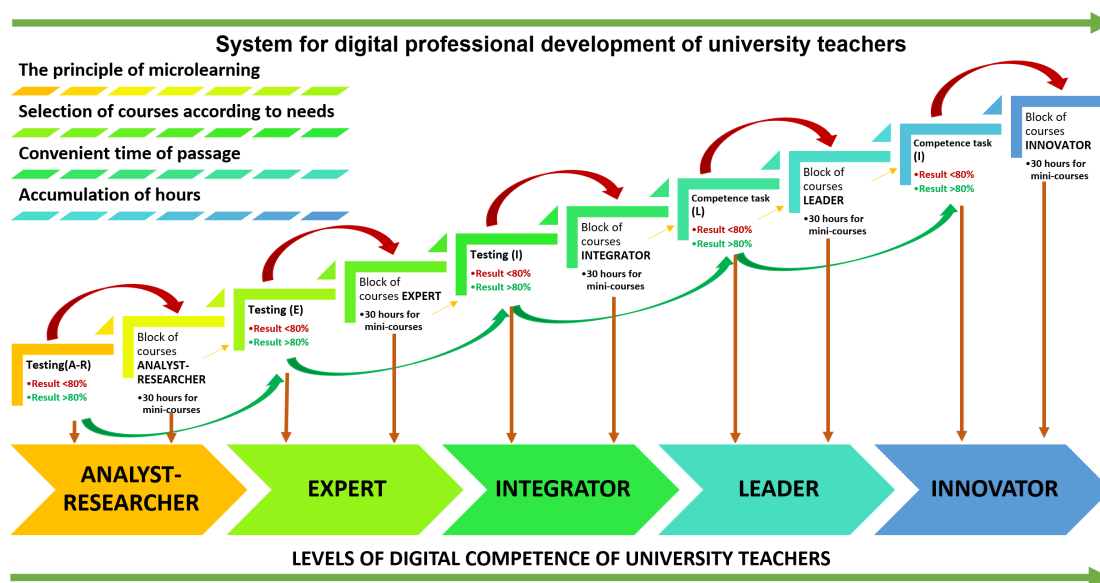 System for digital professional development of university teachers
The principle of microlearning
Selection of courses according to needs
Convenient time of passage
Accumulation of hours
Testing(A-R)
•Result <80%
•Result >80%
Block of
courses
ANALYST-
RESEARCHER
•30 hours for
mini-courses
Testing (E)
•Result <80%
•Result >80%
Block of
courses EXPERT
•30 hours for
mini-courses
Testing (I)
•Result <80%
•Result >80%
Block of
courses
INTEGRATOR
•30 hours for
mini-courses
Competence task
(L)
•Result <80%
•Result >80%
Block of
courses
LEADER
•30 hours for
mini-courses
Competence task
(I)
•Result <80%
•Result >80%
Block of
courses
INNOVATOR
•30 hours for
mini-courses
ANALYST-
RESEARCHER
EXPERT
INTEGRATOR
LEADER
INNOVATOR
LEVELS OF DIGITAL COMPETENCE OF UNIVERSITY TEACHERS